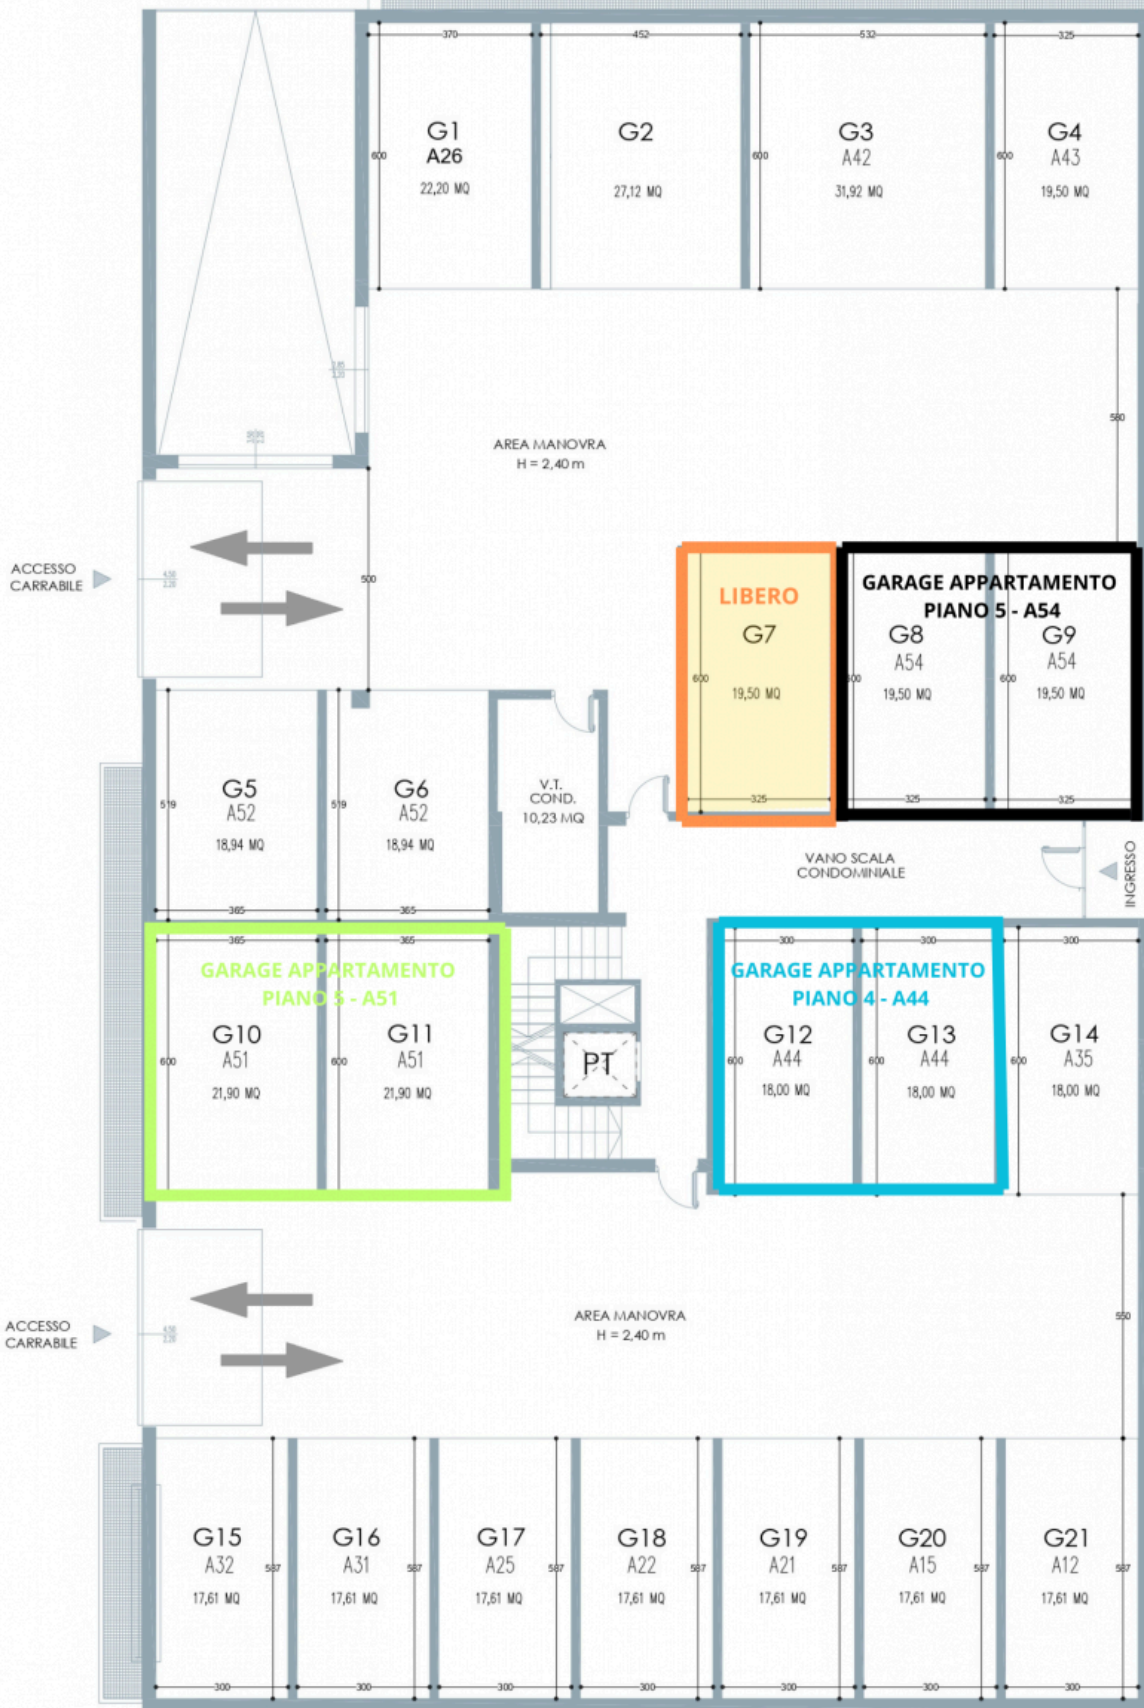 370
452
532
325
G1
A26
22,20 MQ
600
G2
27,12 MQ
G3
A42
31,92 MQ
600
G4
A43
19,50 MQ
600
AREA MANOVRA
H = 2,40 m
ACCESSO
CARRABILE
500
LIBERO
G7
19,50 MQ
600
325
GARAGE APPARTAMENTO
PIANO 5 - A54
G8
A54
19,50 MQ
325
G9
A54
19,50 MQ
600
325
G5
A52
18,94 MQ
365
G6
A52
18,94 MQ
365
V.T.
COND.
10,23 MQ
VANO SCALA
CONDOMINIALE
INGRESSO
365
365
GARAGE APPARTAMENTO
PIANO 5 - A51
G10
A51
21,90 MQ
600
G11
A51
21,90 MQ
600
PT
300
300
300
GARAGE APPARTAMENTO
PIANO 4 - A44
G12
A44
18,00 MQ
600
G13
A44
18,00 MQ
600
G14
A35
18,00 MQ
600
ACCESSO
CARRABILE
AREA MANOVRA
H = 2,40 m
550
G15
A32
17,61 MQ
587
300
G16
A31
17,61 MQ
587
300
G17
A25
17,61 MQ
587
300
G18
A22
17,61 MQ
587
300
G19
A21
17,61 MQ
587
300
G20
A15
17,61 MQ
587
300
G21
A12
17,61 MQ
587
300